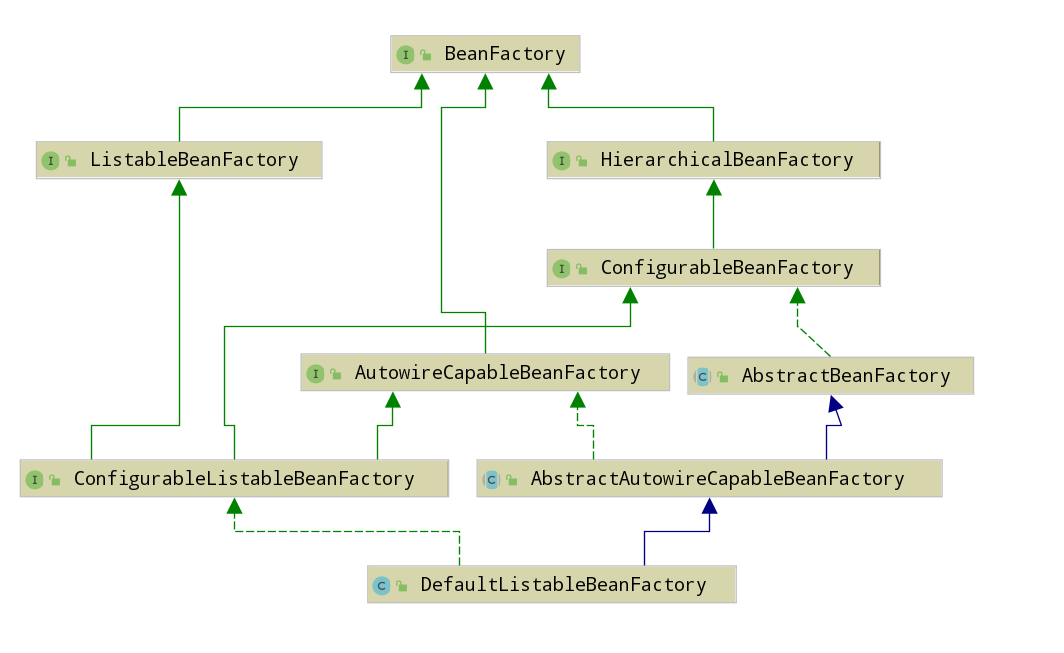 I BeanFactory
I ListableBeanFactory
I HierarchicalBeanFactory
I ConfigurableBeanFactory
I AutowireCapableBeanFactory
C AbstractBeanFactory
I ConfigurableListableBeanFactory
C AbstractAutowireCapableBeanFactory
C DefaultListableBeanFactory